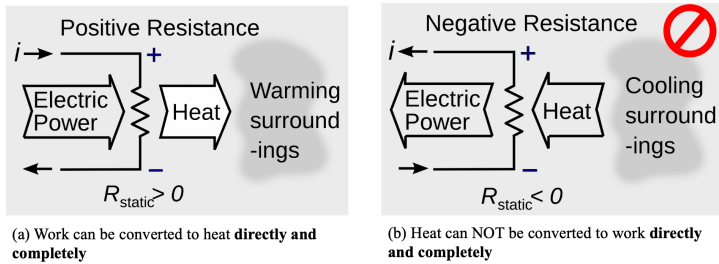 Positive Resistance
i
+
Electric
Power
Heat
Warming
surround
-ings
–
R_static > 0
(a) Work can be converted to heat directly and
completely
Negative Resistance
i
+
Electric
Power
Heat
Cooling
surround
-ings
–
R_static < 0
(b) Heat can NOT be converted to work directly
and completely